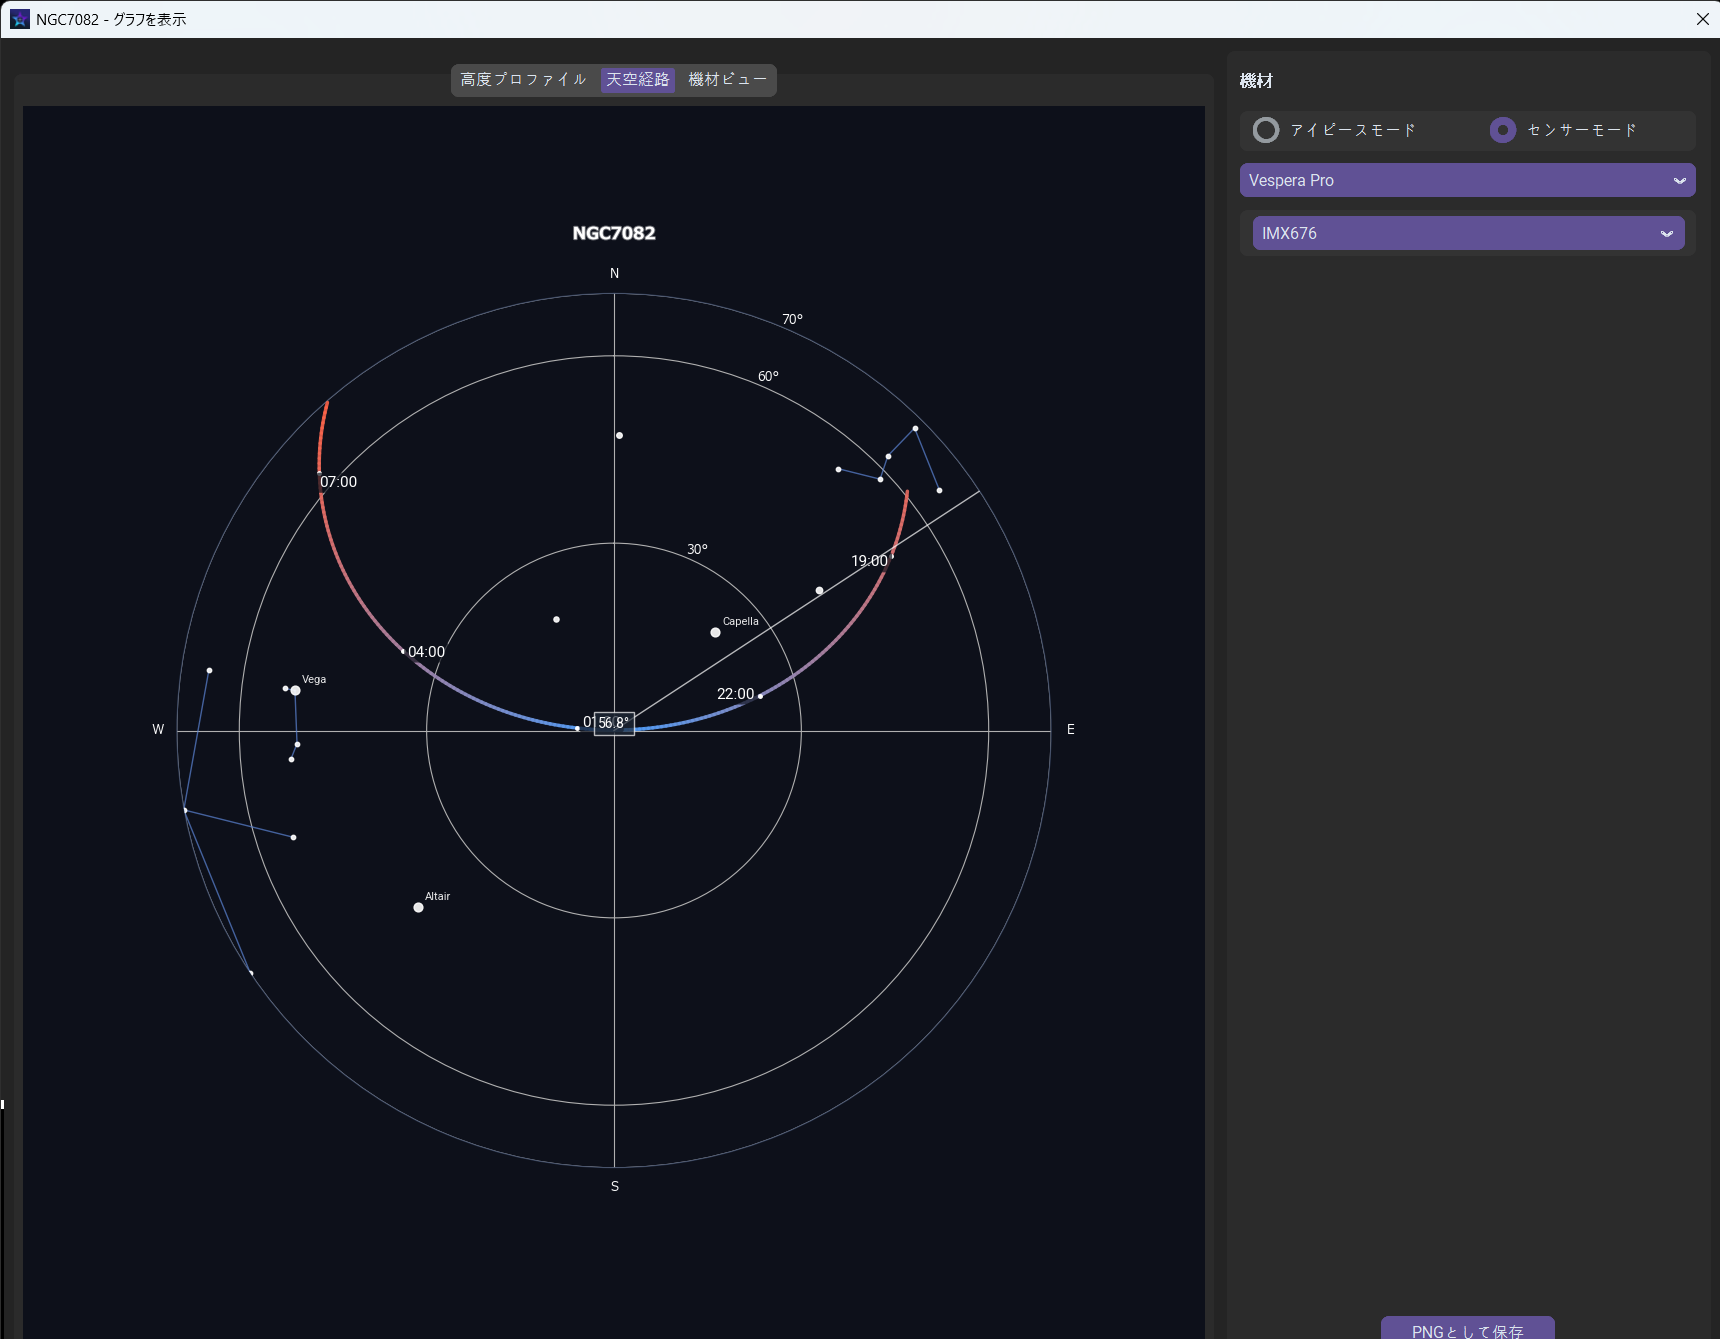 NGC7082 - グラフを表示
高度プロファイル 天空経路 機材ビュー
機材
アイピースモード センサーモード
Vespera Pro
IMX676
NGC7082
N
70°
60°
07:00
30°
19:00
Capella
04:00
Vega
22:00
W
56.8°
E
Altair
S
PNGとして保存